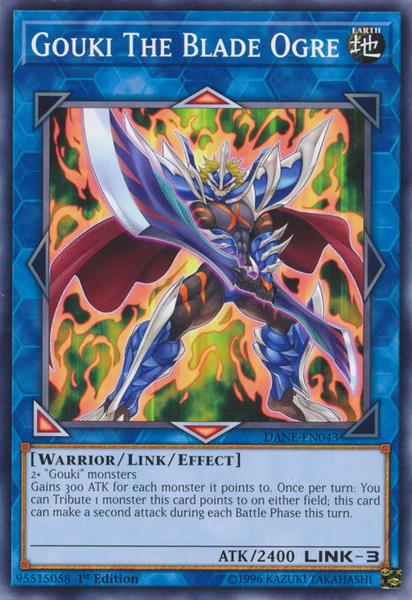 GOUKI THE BLADE OGRE
EARTH
地
DANE-EN043
[WARRIOR/LINK/EFFECT]
2+ "Gouki" monsters
Gains 300 ATK for each monster it points to. Once per turn: You
can Tribute 1 monster this card points to on either field; this card
can make a second attack during each Battle Phase this turn.
ATK/2400 LINK-3
95515058 1st Edition ©1996 KAZUKI TAKAHASHI